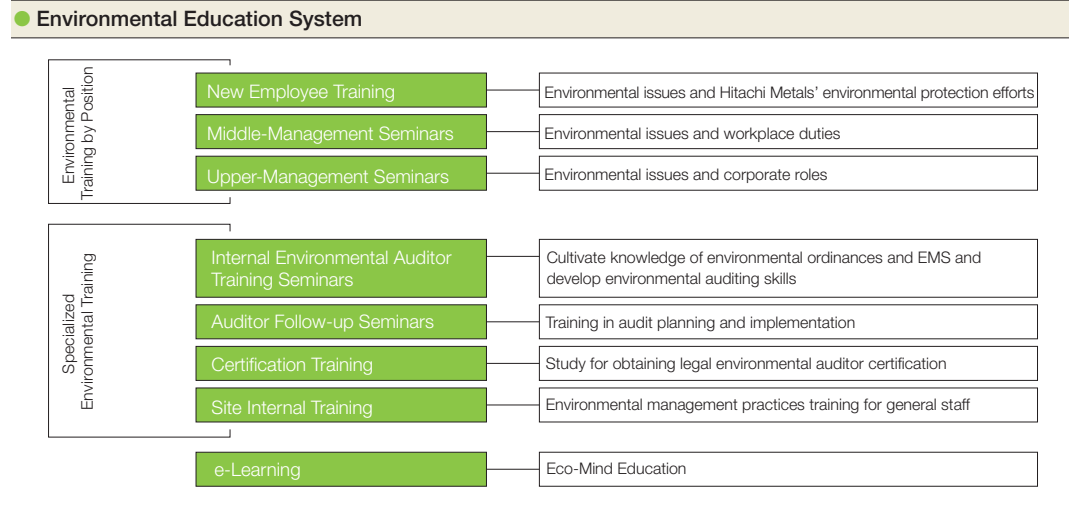 Environmental Education System
Environmental
Training by Position
New Employee Training
Environmental issues and Hitachi Metals' environmental protection efforts
Middle-Management Seminars
Environmental issues and workplace duties
Upper-Management Seminars
Environmental issues and corporate roles
Specialized
Environmental Training
Internal Environmental Auditor
Training Seminars
Cultivate knowledge of environmental ordinances and EMS and
develop environmental auditing skills
Auditor Follow-up Seminars
Training in audit planning and implementation
Certification Training
Study for obtaining legal environmental auditor certification
Site Internal Training
Environmental management practices training for general staff
e-Learning
Eco-Mind Education